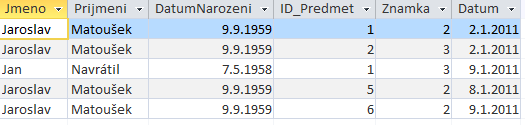 Jmeno Prijmeni DatumNarozeni ID_Predmet Znamka Datum
Jaroslav Matoušek 9.9.1959 1 2 2.1.2011
Jaroslav Matoušek 9.9.1959 2 3 2.1.2011
Jan Navrátil 7.5.1958 1 3 9.1.2011
Jaroslav Matoušek 9.9.1959 5 2 8.1.2011
Jaroslav Matoušek 9.9.1959 6 2 9.1.2011